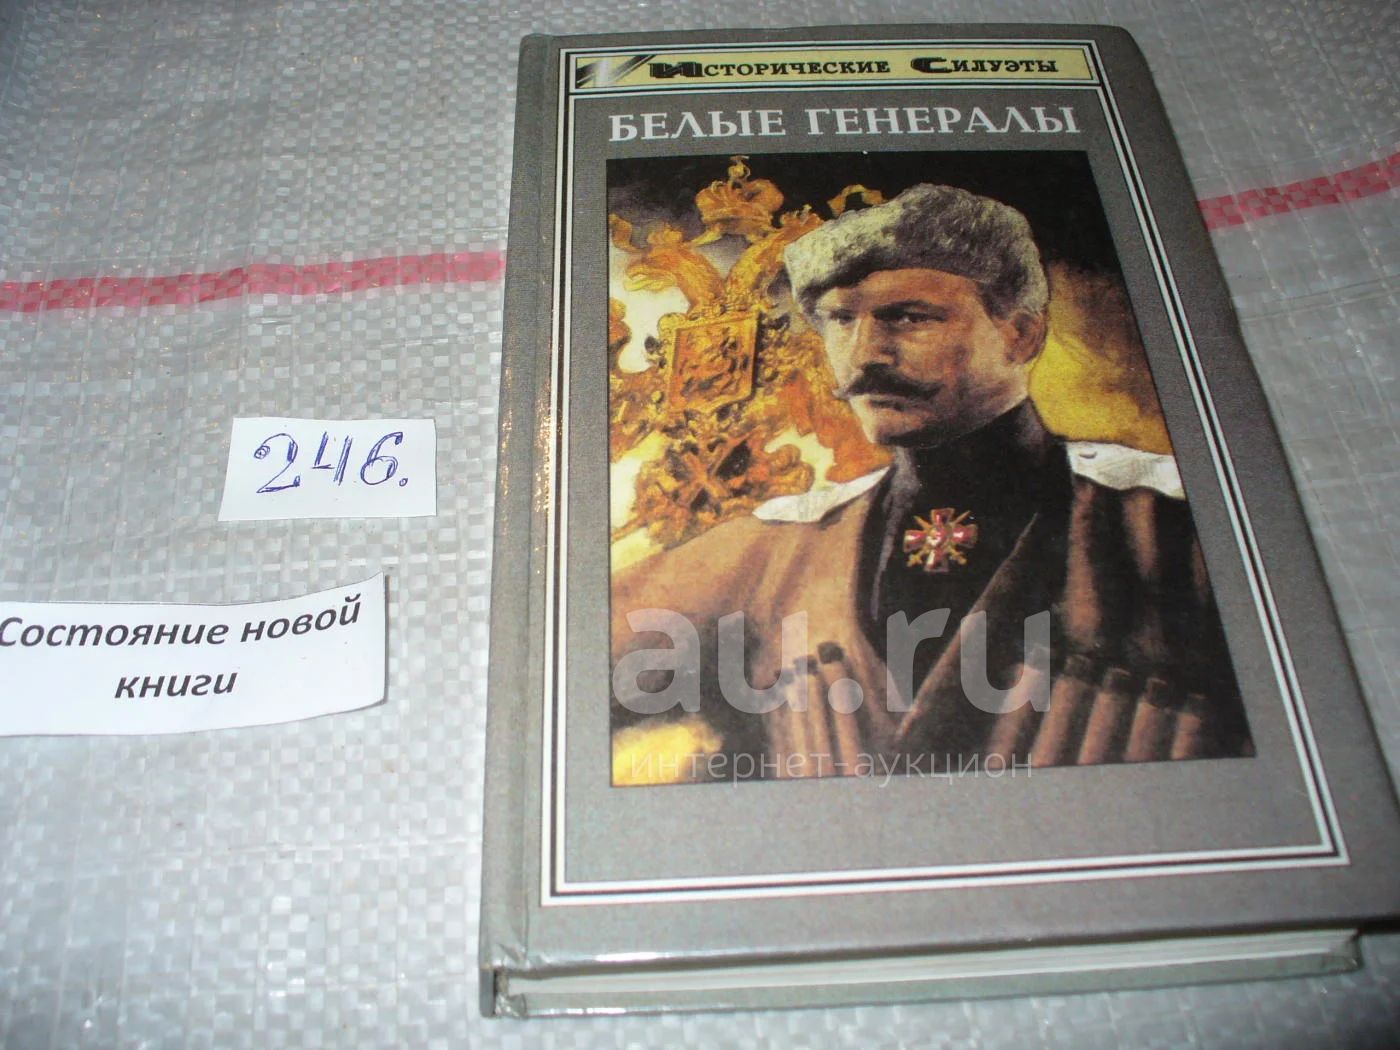 Исторические Силуэты
БЕЛЫЕ ГЕНЕРАЛЫ
246.
Состояние новой
книги
au.ru
интернет-аукцион